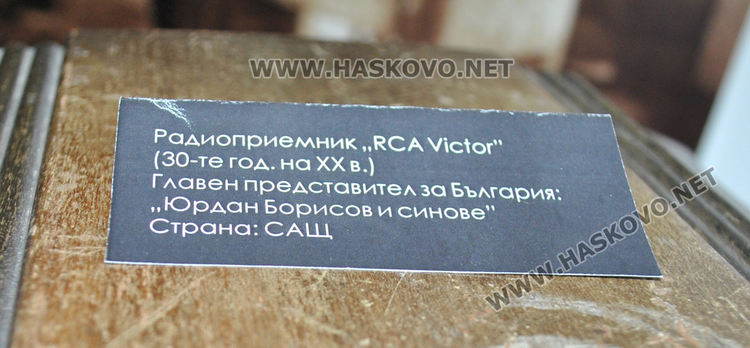 WWW.HASKOVO.NET
Радиоприемник „RCA Victor”
(30-те год. на XX в.)
Главен представител за България:
„Юрдан Борисов и синове”
Страна: САЩ
WWW.HASKOVO.NET